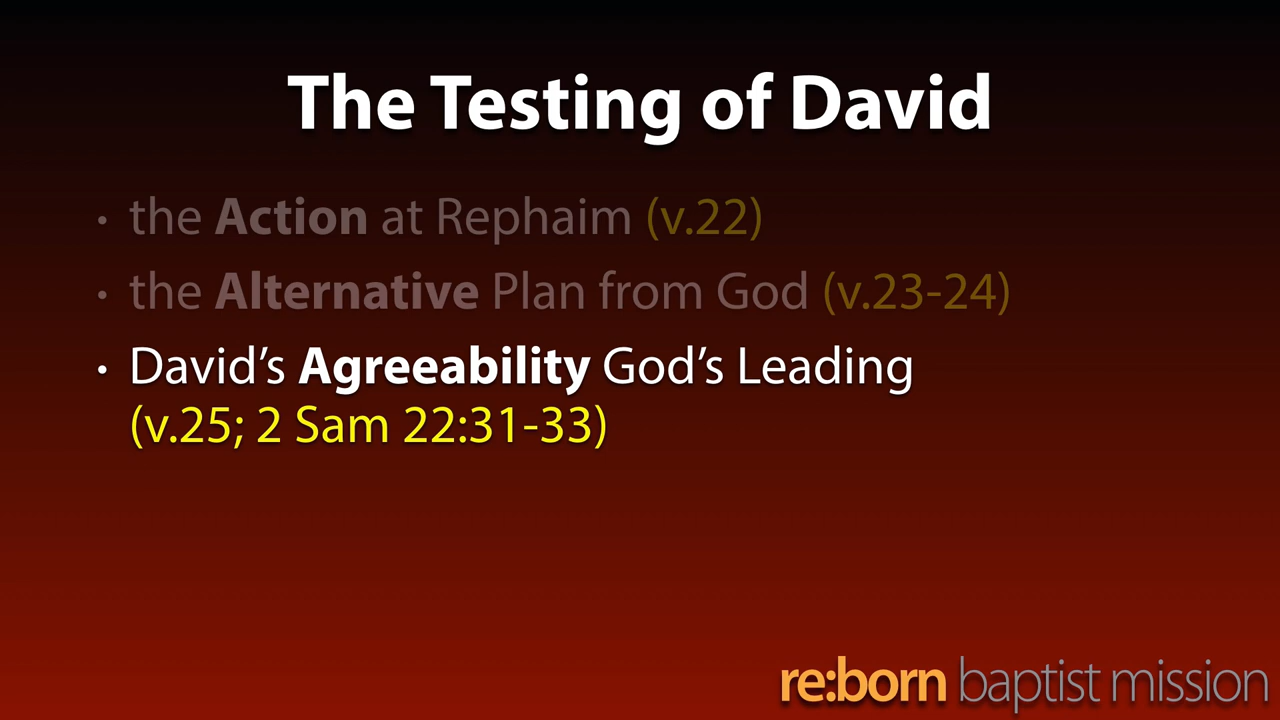 The Testing of David
• the Action at Rephaim (v.22)
• the Alternative Plan from God (v.23-24)
• David’s Agreeability God’s Leading
(v.25; 2 Sam 22:31-33)
re:born baptist mission